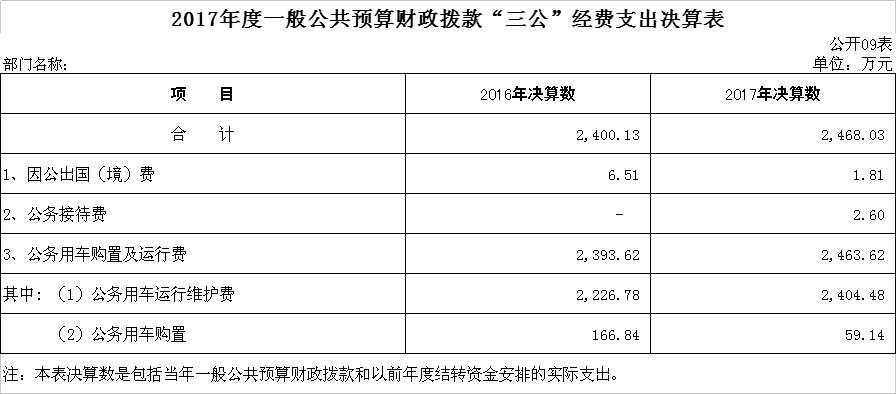 2017年度一般公共预算财政拨款“三公”经费支出决算表
公开09表
部门名称： 单位：万元
项 目 2016年决算数 2017年决算数
合 计 2,400.13 2,468.03
1、因公出国（境）费 6.51 1.81
2、公务接待费 - 2.60
3、公务用车购置及运行费 2,393.62 2,463.62
其中:（1）公务用车运行维护费 2,226.78 2,404.48
（2）公务用车购置 166.84 59.14
注：本表决算数是包括当年一般公共预算财政拨款和以前年度结转资金安排的实际支出。